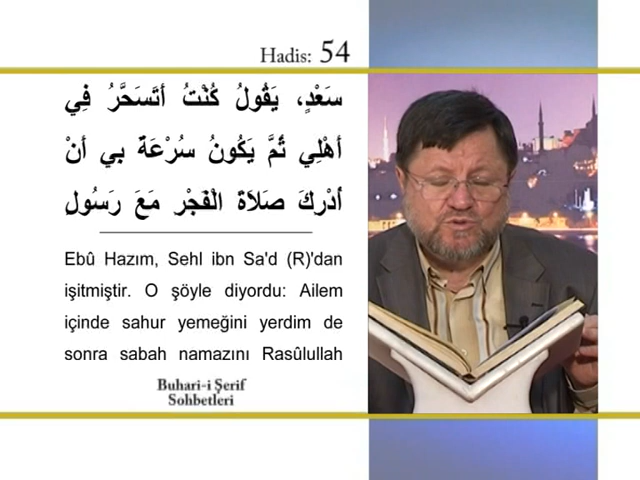 Hadis: 54
سَعْدٍ، يَقُولُ كُنْتُ أَتَسَحَّرُ فِي
أَهْلِي ثُمَّ يَكُونُ سُرْعَةٌ بِي أَنْ
أُدْرِكَ صَلاَةَ الْفَجْرِ مَعَ رَسُولِ
Ebû Hazım, Sehl ibn Sa'd (R)'dan
işitmiştir. O şöyle diyordu: Ailem
içinde sahur yemeğini yerdim de
sonra sabah namazını Rasûlullah
Buhari-i Şerif
Sohbetleri